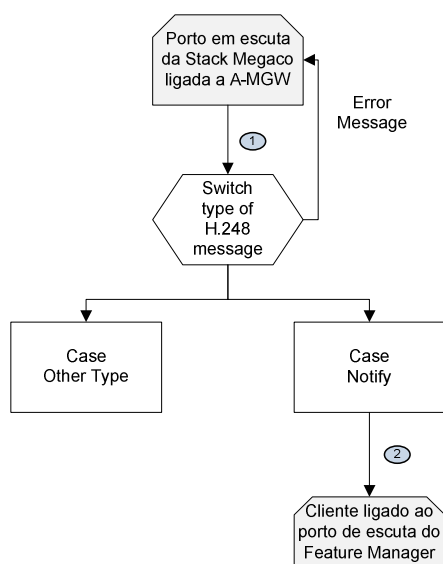 Porto em escuta
da Stack Megaco
ligada a A-MGW
Error
Message
1
Switch
type of
H.248
message
Case
Other Type
Case
Notify
2
Cliente ligado ao
porto de escuta do
Feature Manager